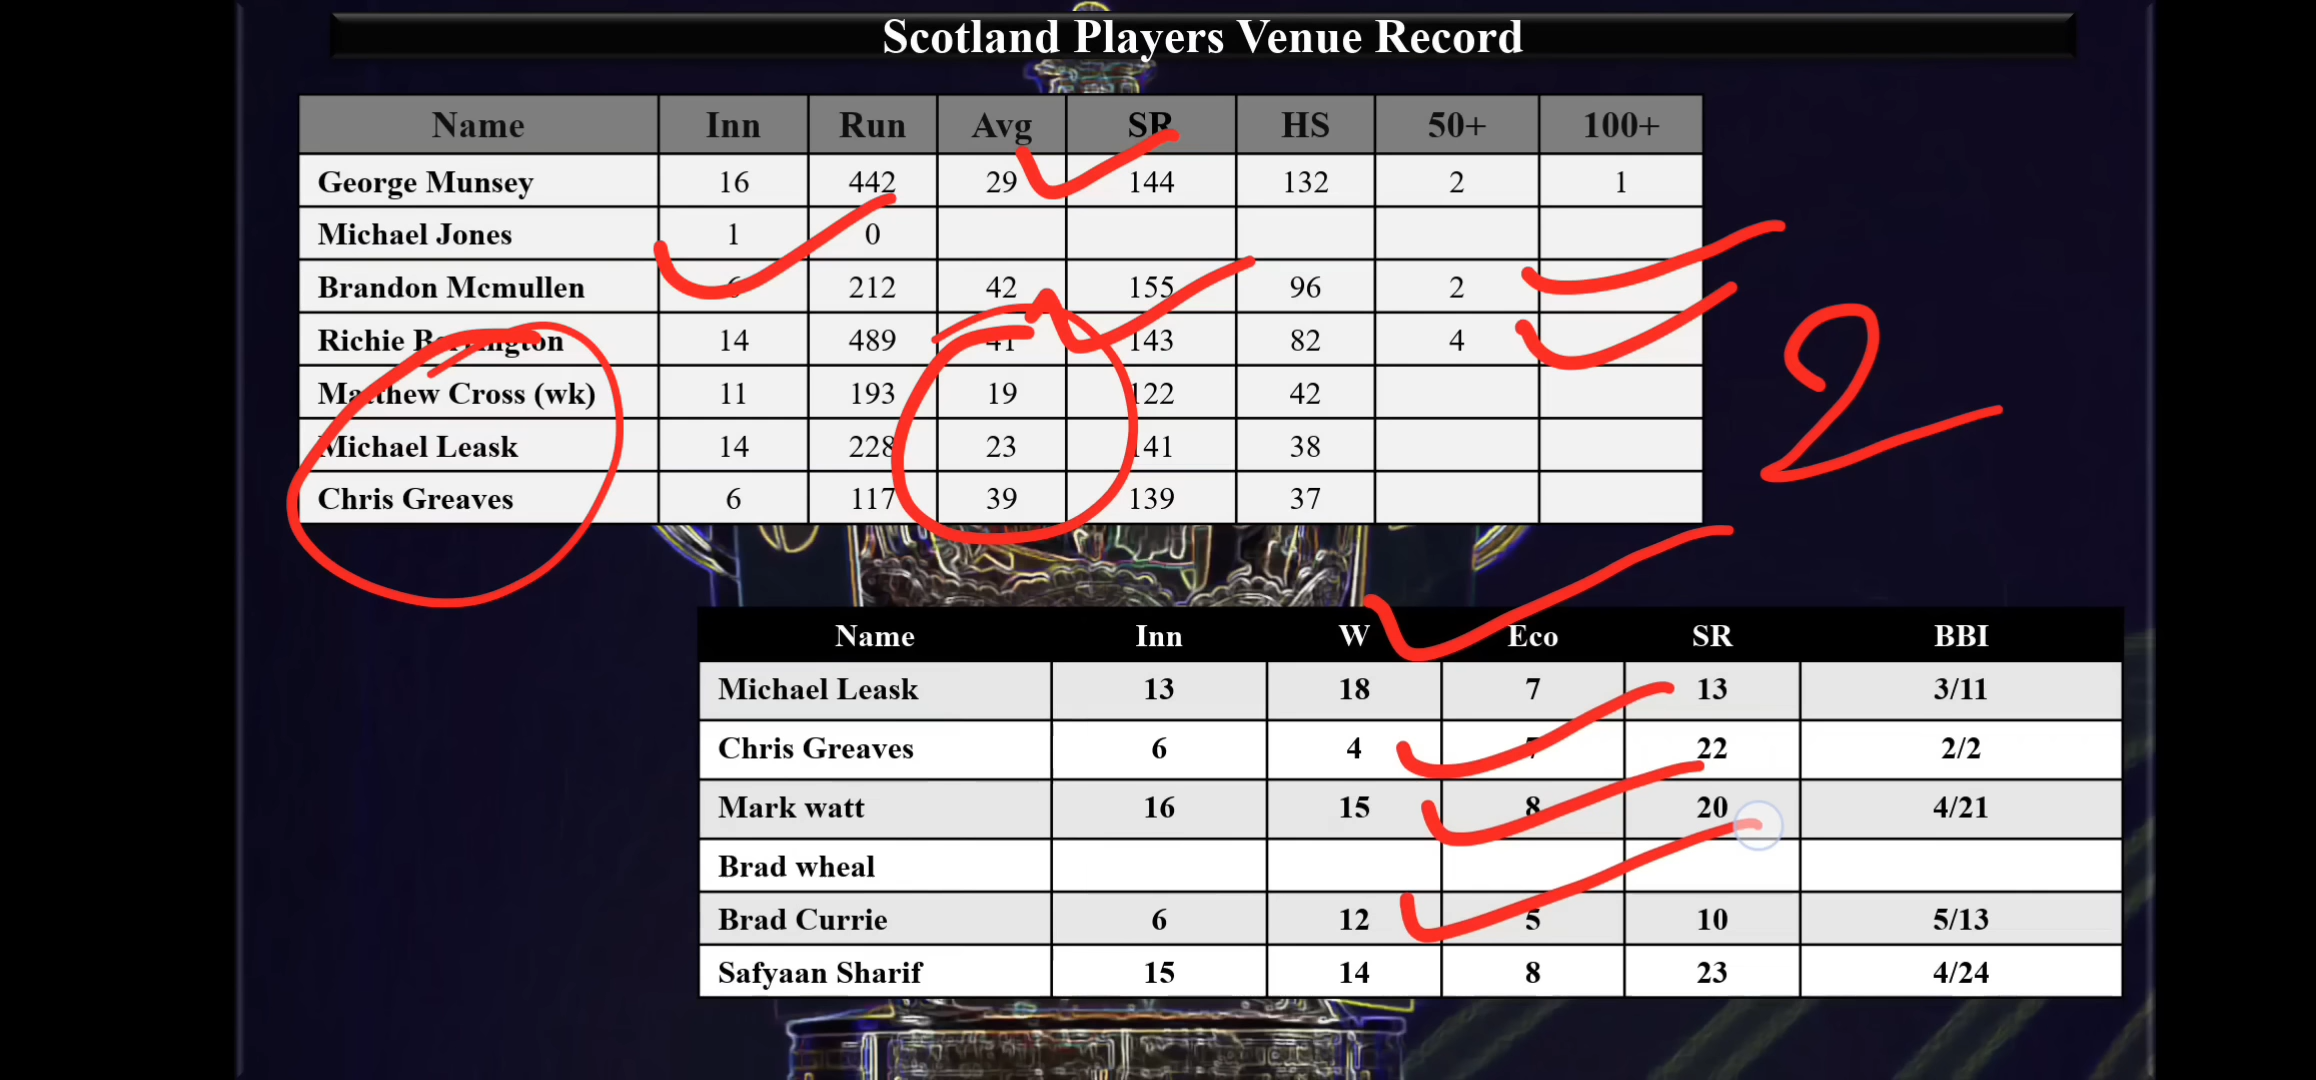 Scotland Players Venue Record
Name Inn Run Avg SR HS 50+ 100+
George Munsey 16 442 29 144 132 2 1
Michael Jones 1 0
Brandon Mcmullen 6 212 42 155 96 2
Richie 14 489 41 143 82 4
Matthew Cross (wk) 11 193 19 122 42
Michael Leask 14 228 23 141 38
Chris Greaves 6 117 39 139 37
2
Name Inn W Eco SR BBI
Michael Leask 13 18 7 13 3/11
Chris Greaves 6 4 7 22 2/2
Mark watt 16 15 8 20 4/21
Brad wheal
Brad Currie 6 12 5 10 5/13
Safyaan Sharif 15 14 8 23 4/24